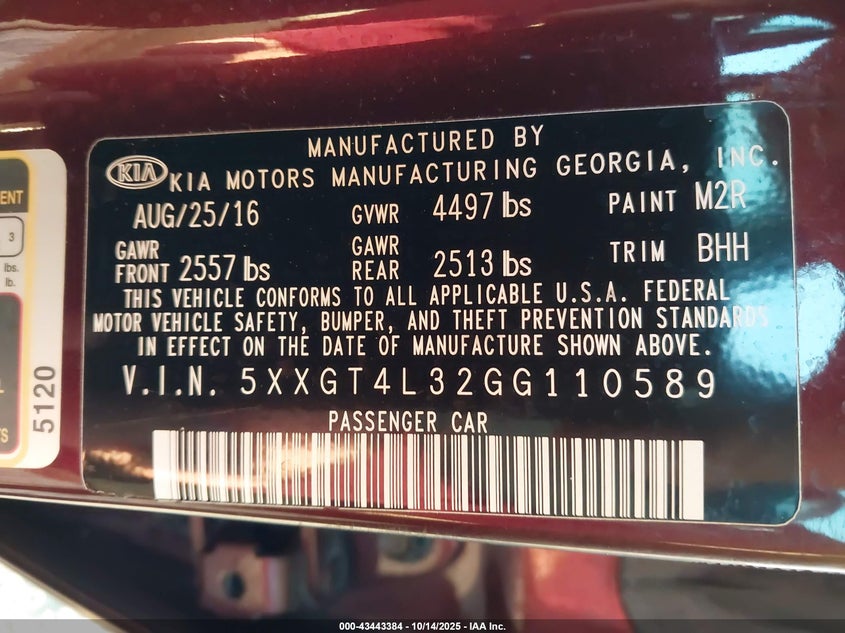 MANUFACTURED BY
KIA
KIA MOTORS MANUFACTURING GEORGIA, INC.
AUG/25/16 GVWR 4497 lbs PAINT M2R
GAWR FRONT 2557 lbs GAWR REAR 2513 lbs TRIM BHH
THIS VEHICLE CONFORMS TO ALL APPLICABLE U.S.A. FEDERAL
MOTOR VEHICLE SAFETY, BUMPER, AND THEFT PREVENTION STANDARDS
IN EFFECT ON THE DATE OF MANUFACTURE SHOWN ABOVE.
V.I.N. 5XXGT4L32GG110589
PASSENGER CAR
3
lbs.
lb.
5120
000-43443384 - 10/14/2025 - IAA Inc.